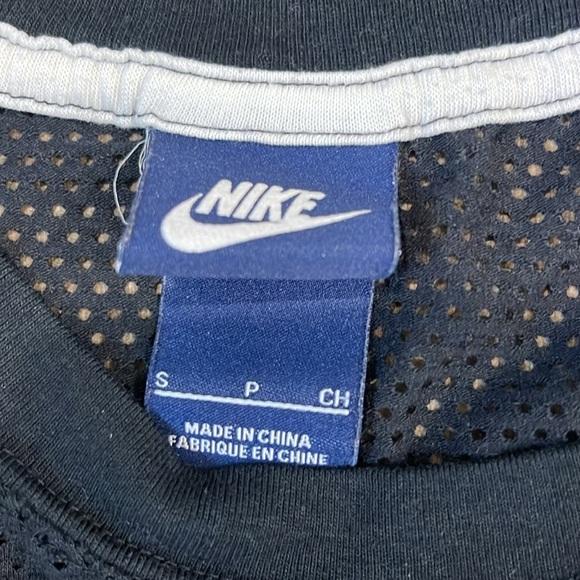 NIKE
S P CH
MADE IN CHINA
FABRIQUE EN CHINE